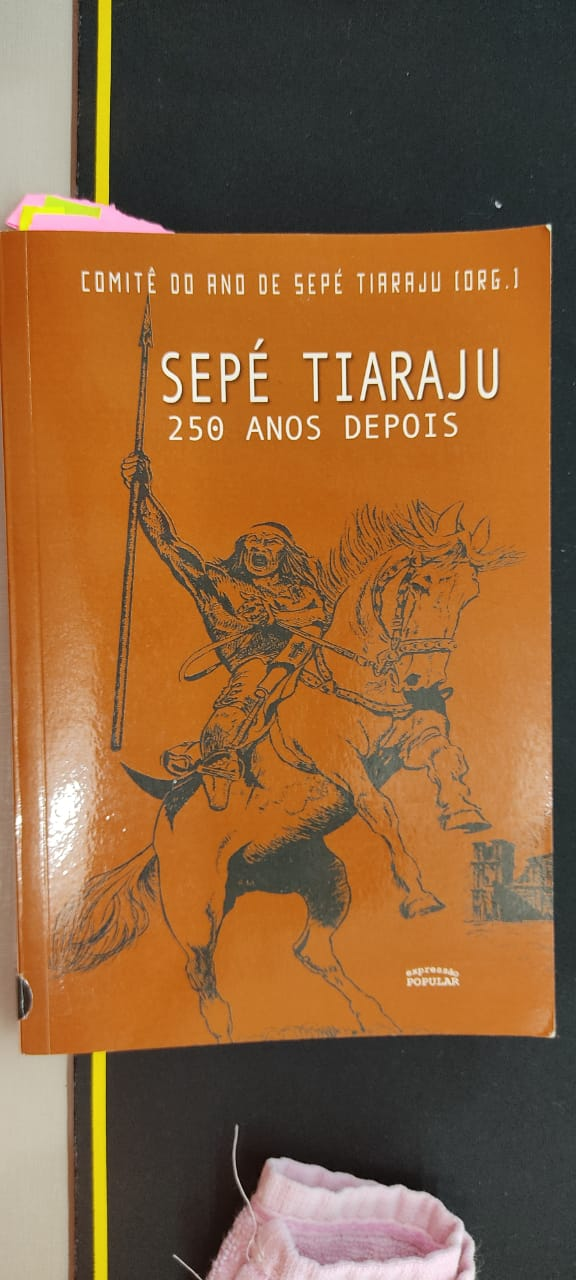 COMITÊ DO ANO DE SEPÉ TIARAJU (ORG.)
SEPÉ TIARAJU
250 ANOS DEPOIS
expressão
POPULAR